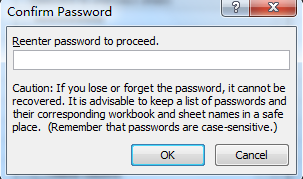 Confirm Password
Reenter password to proceed.
Caution: If you lose or forget the password, it cannot be
recovered. It is advisable to keep a list of passwords and
their corresponding workbook and sheet names in a safe
place.  (Remember that passwords are case-sensitive.)
OK
Cancel